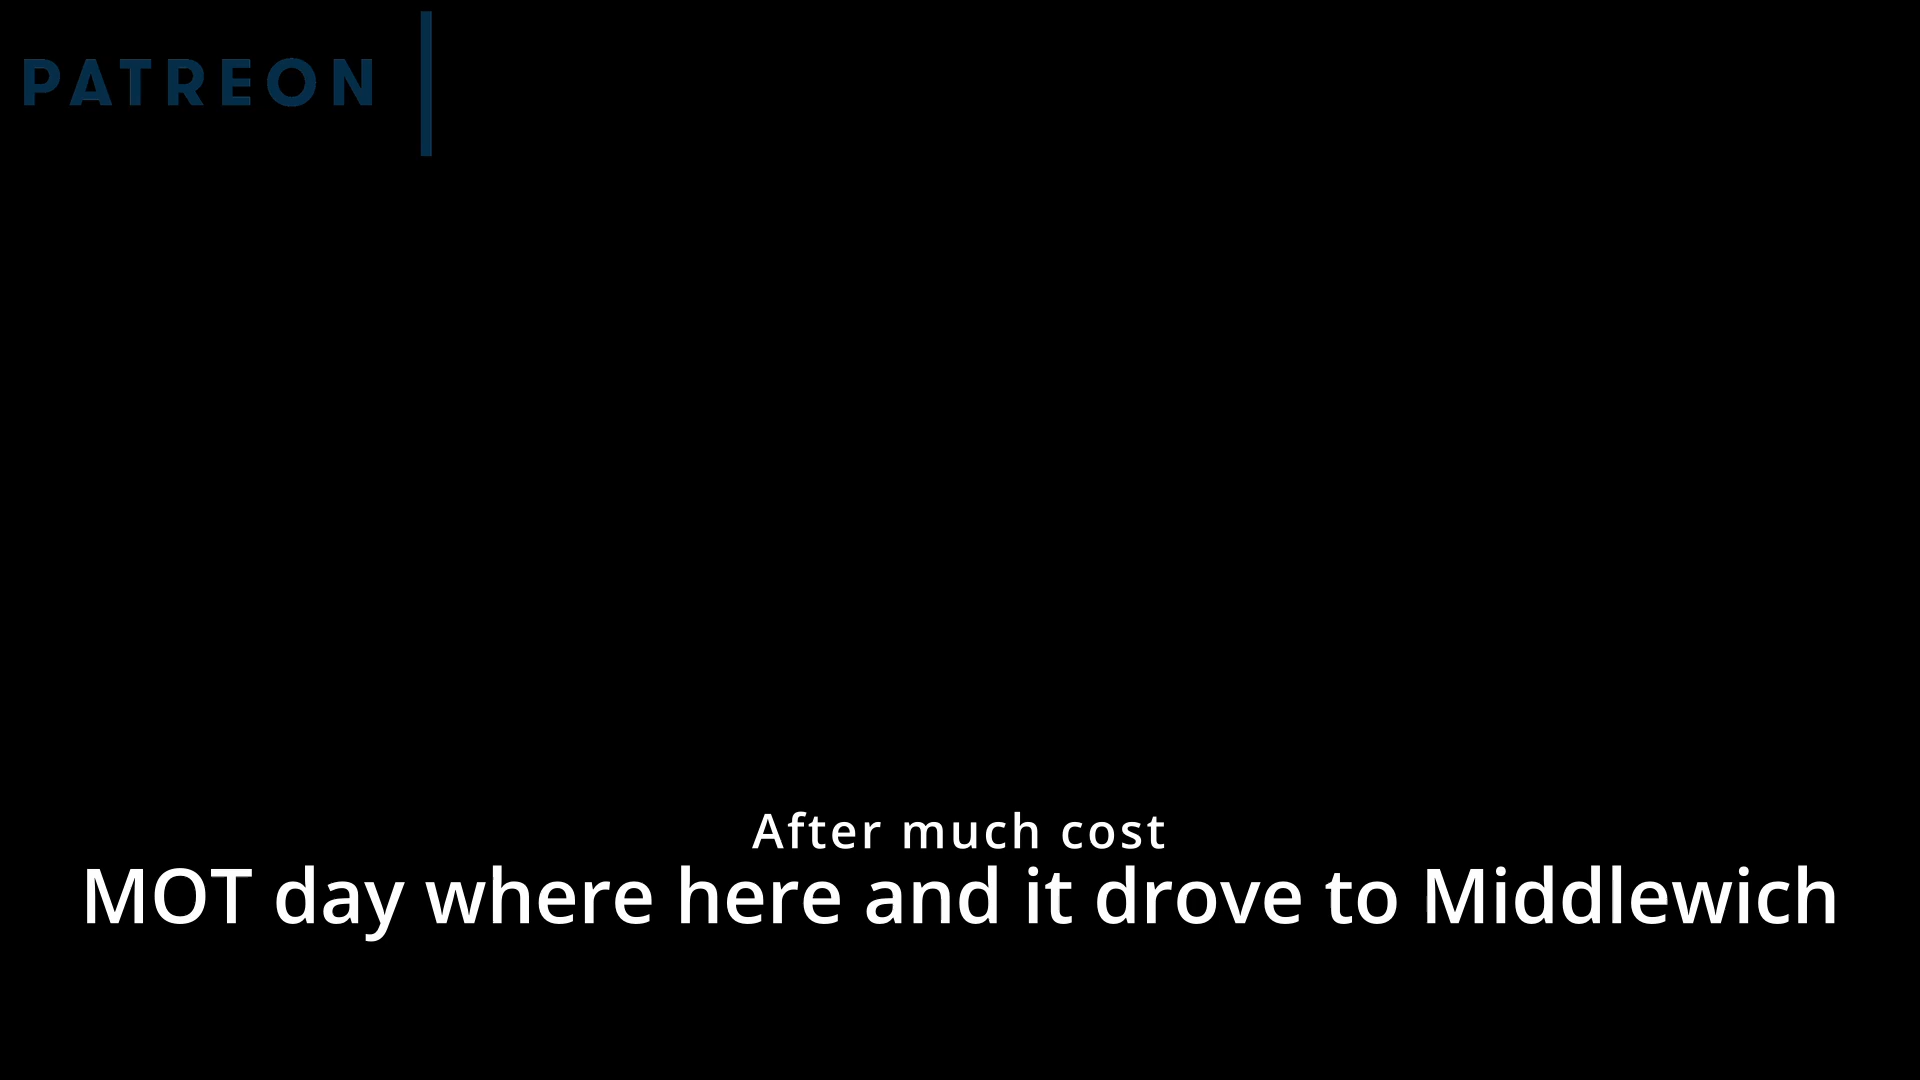 PATREON
After much cost
MOT day where here and it drove to Middlewich